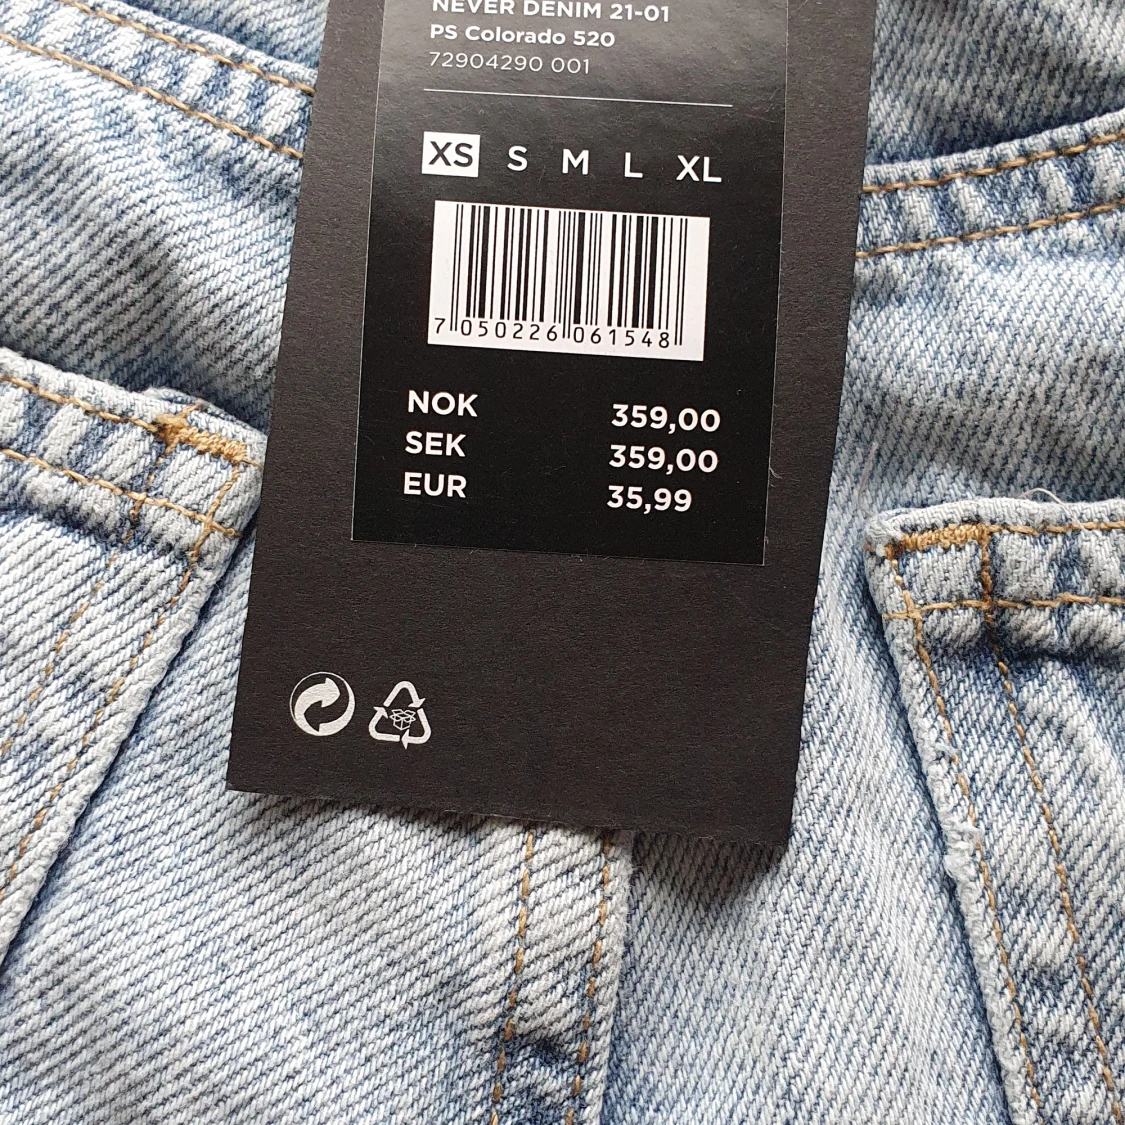 NEVER DENIM 21-01
PS Colorado 520
72904290 001
XS S M L XL
7 050226 061548
NOK 359,00
SEK 359,00
EUR 35,99